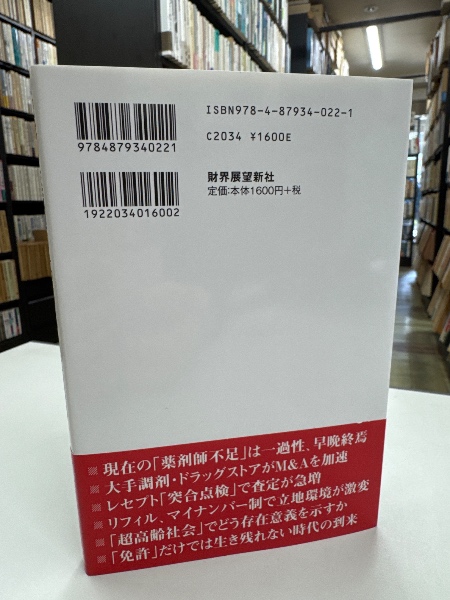 ISBN978-4-87934-022-1
C2034 ¥1600E
9784879340221
財界展望新社
定価:本体1600円+税
1922034016002
現在の「薬剤師不足」は一過性、早晩終焉
大手調剤・ドラッグストアがM&Aを加速
レセプト「突合点検」で査定が急増
リフィル、マイナンバー制で立地環境が激変
「超高齢社会」でどう存在意義を示すか
「免許」だけでは生き残れない時代の到来